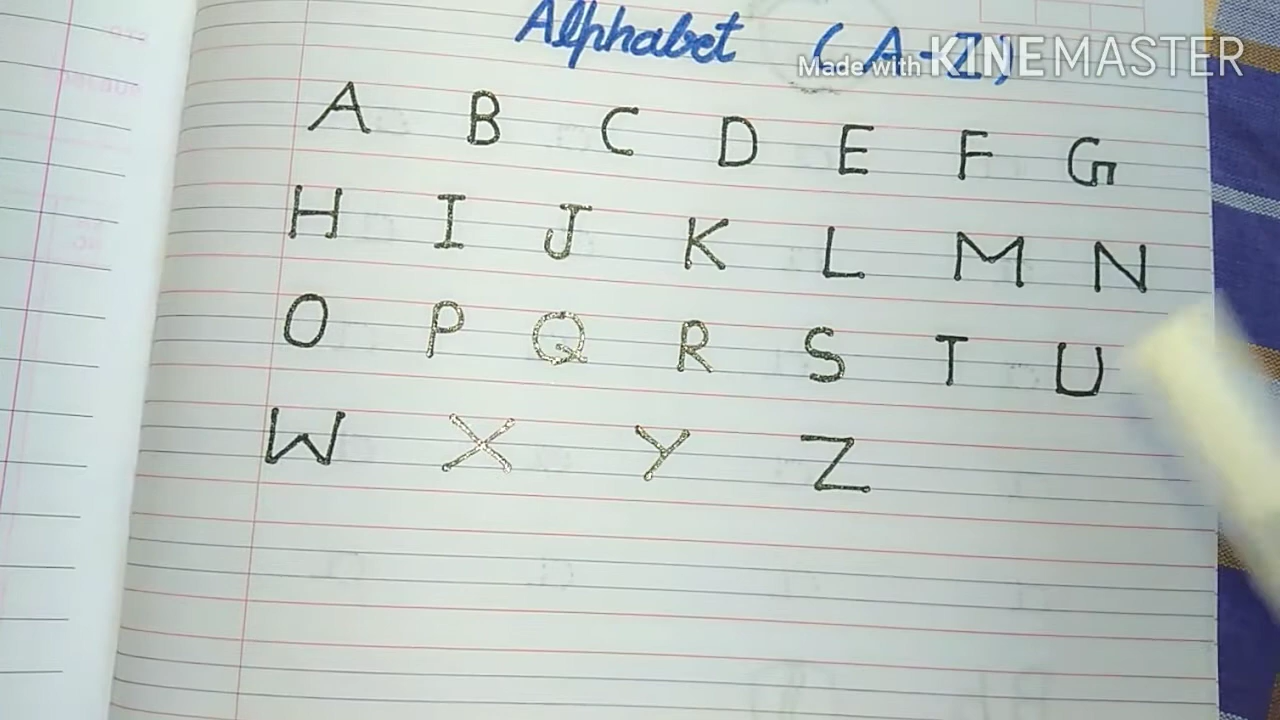 Alphabet (A-Z)
Made with KINEMASTER
A B C D E F G
H I J K L M N
O P Q R S T U
W X Y Z